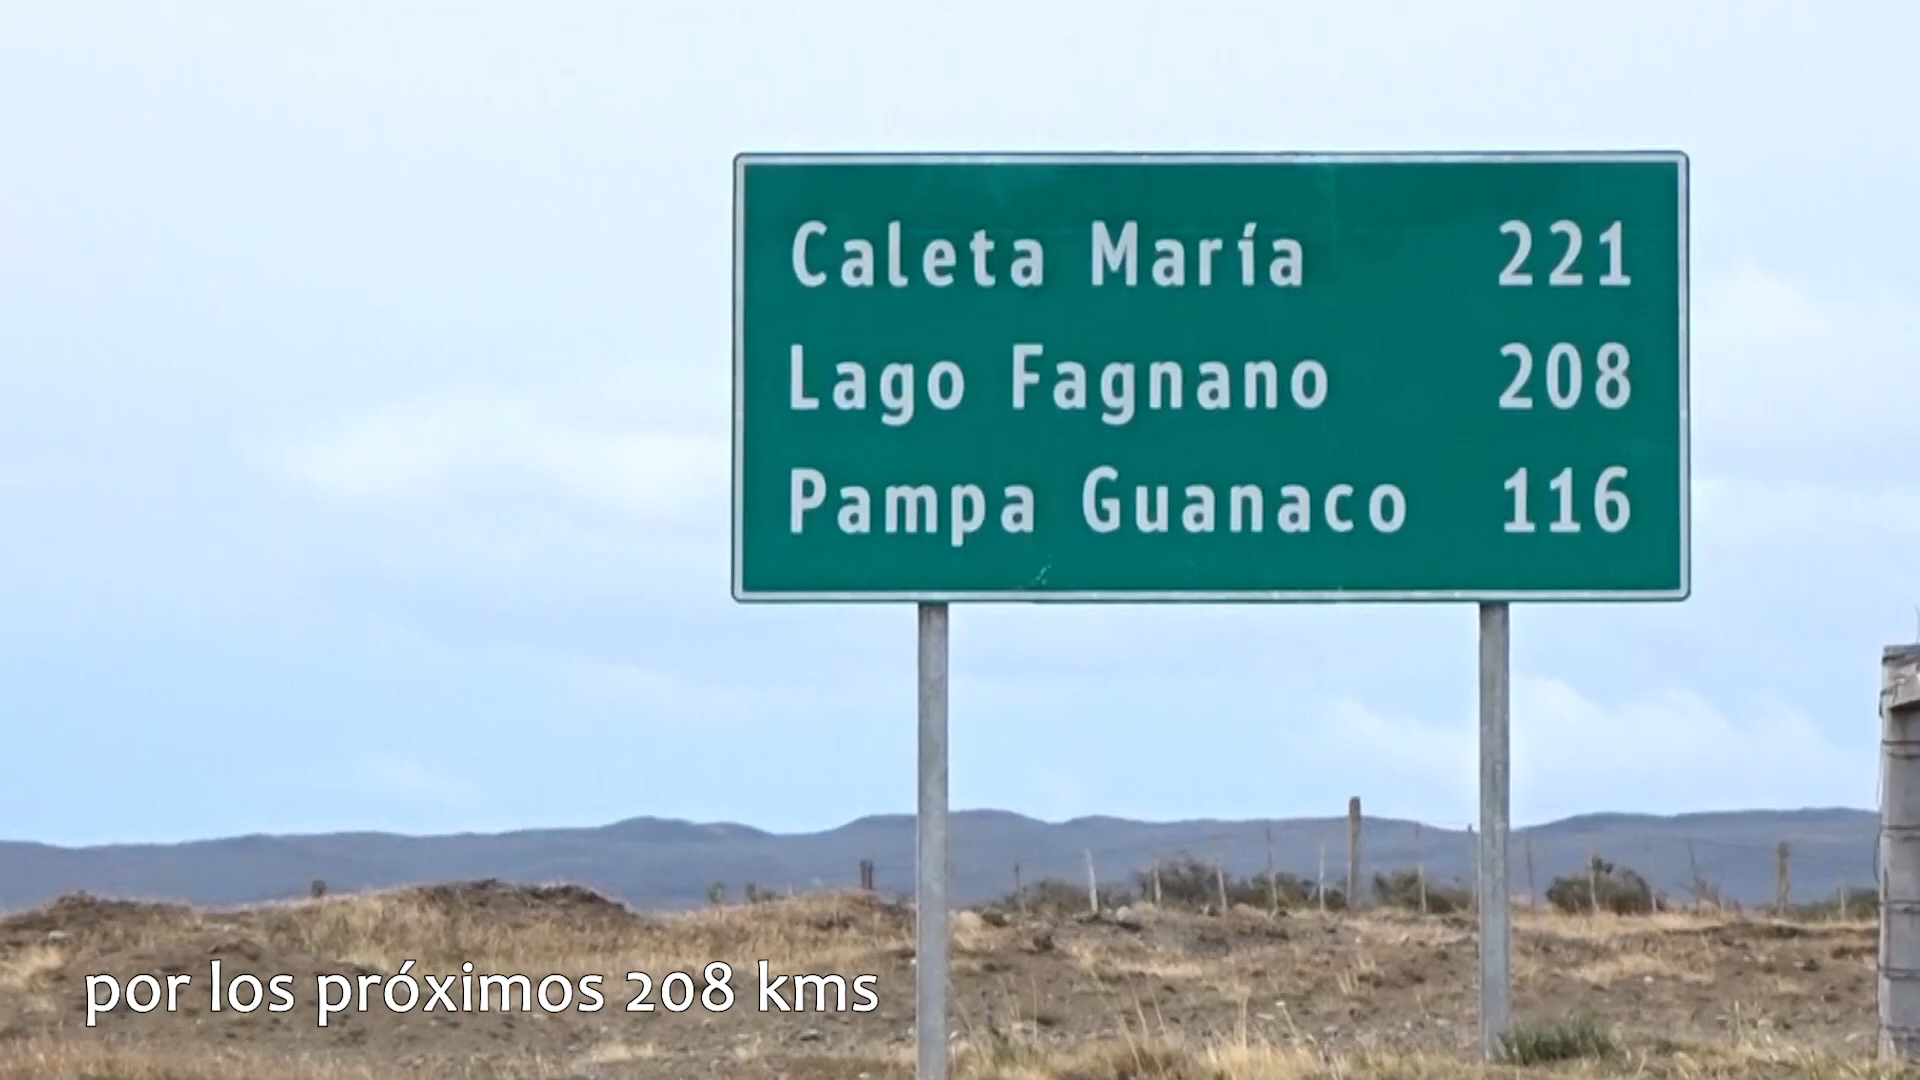 Caleta María 221
Lago Fagnano 208
Pampa Guanaco 116
por los próximos 208 kms